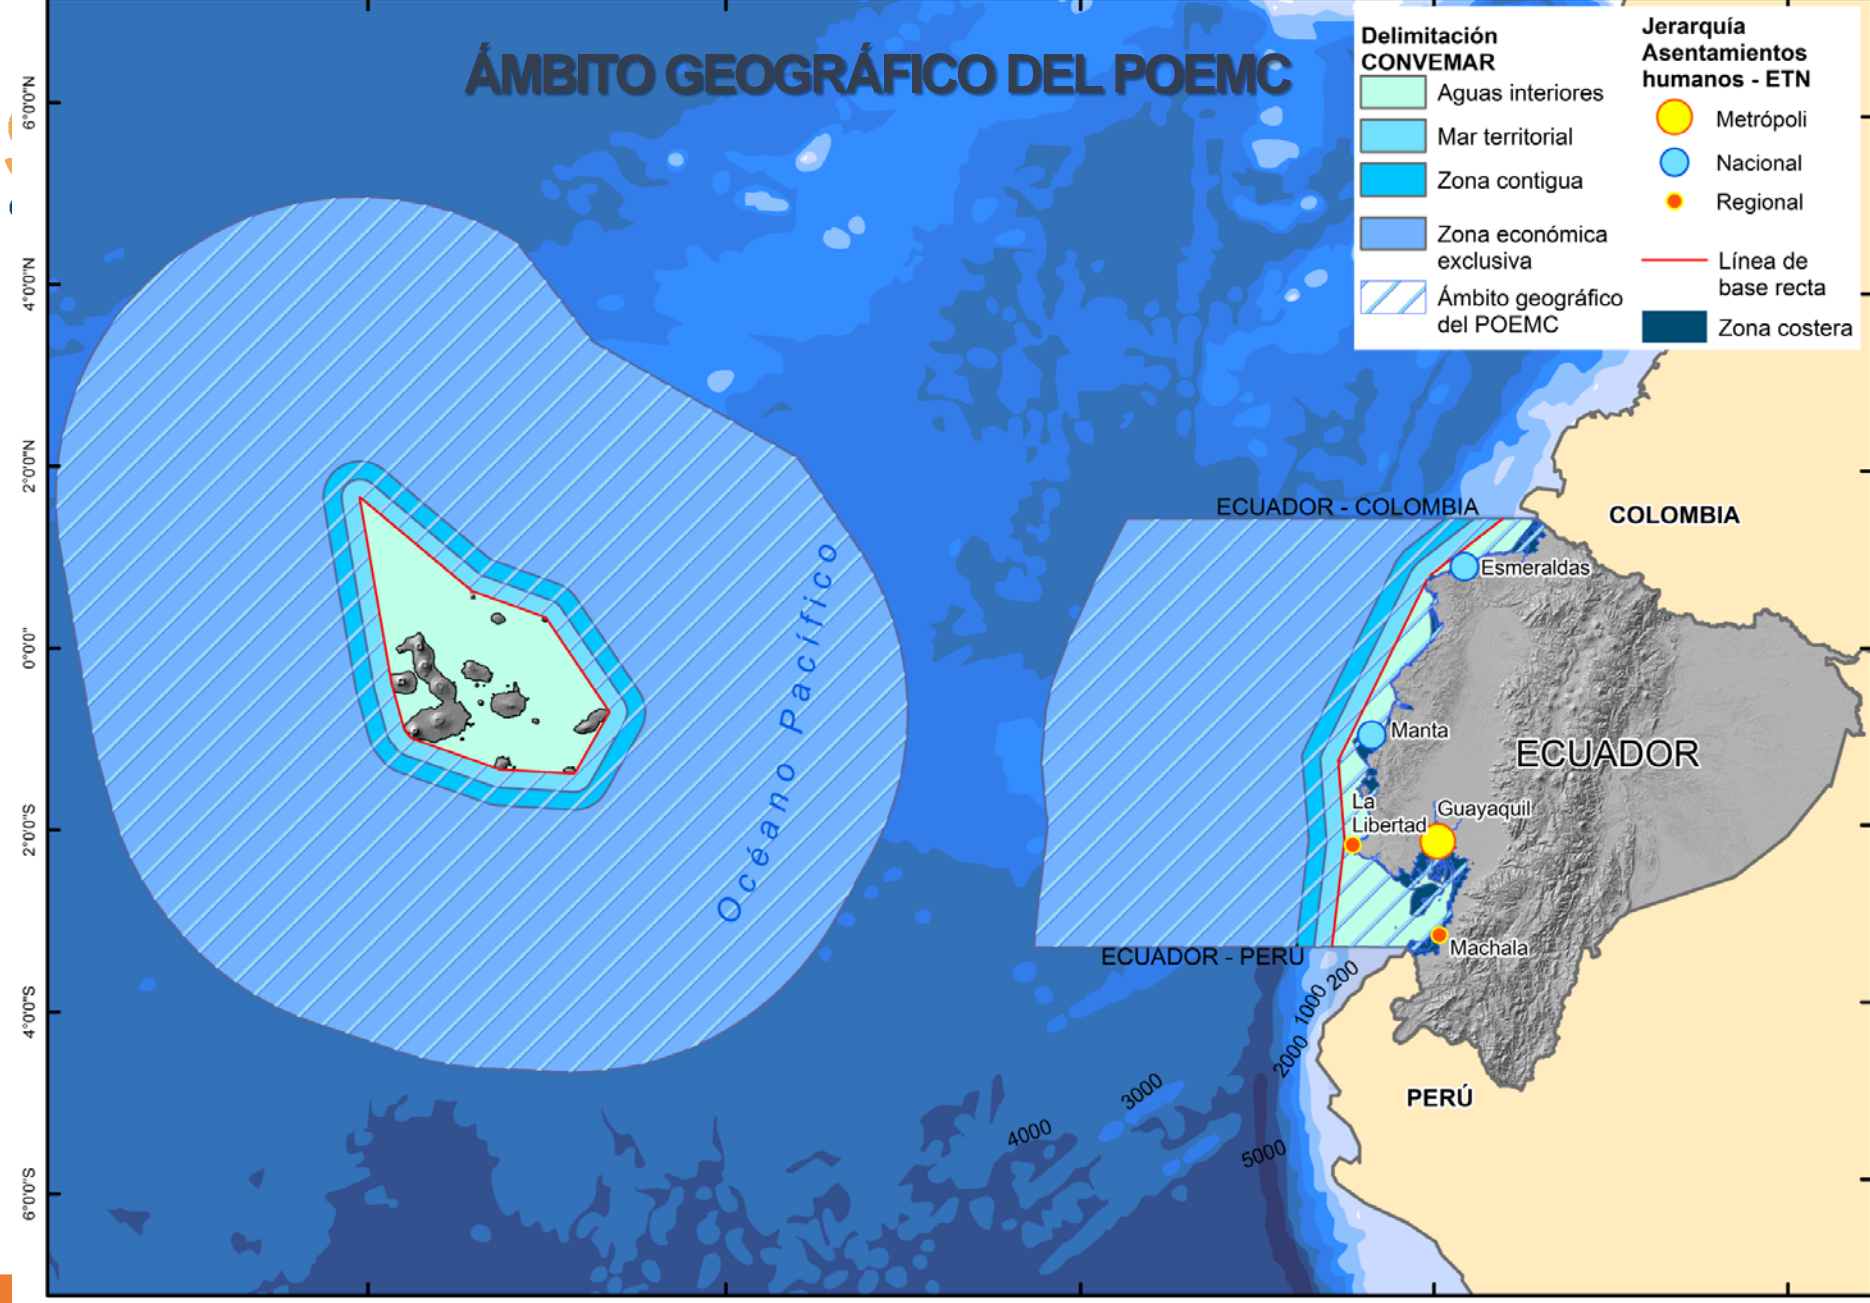 ÁMBITO GEOGRÁFICO DEL POEMC
Delimitación
CONVEMAR
Aguas interiores
Mar territorial
Zona contigua
Zona económica
exclusiva
Ámbito geográfico
del POEMC
Jerarquía
Asentamientos
humanos - ETN
Metrópoli
Nacional
Regional
Línea de
base recta
Zona costera
6°0'0"N
4°0'0"N
2°0'0"N
0°0'0"
2°0'0"S
4°0'0"S
6°0'0"S
Océano Pacífico
ECUADOR - COLOMBIA
COLOMBIA
Esmeraldas
Manta
ECUADOR
La
Libertad
Guayaquil
Machala
ECUADOR - PERÚ
200
1000
2000
3000
4000
5000
PERÚ